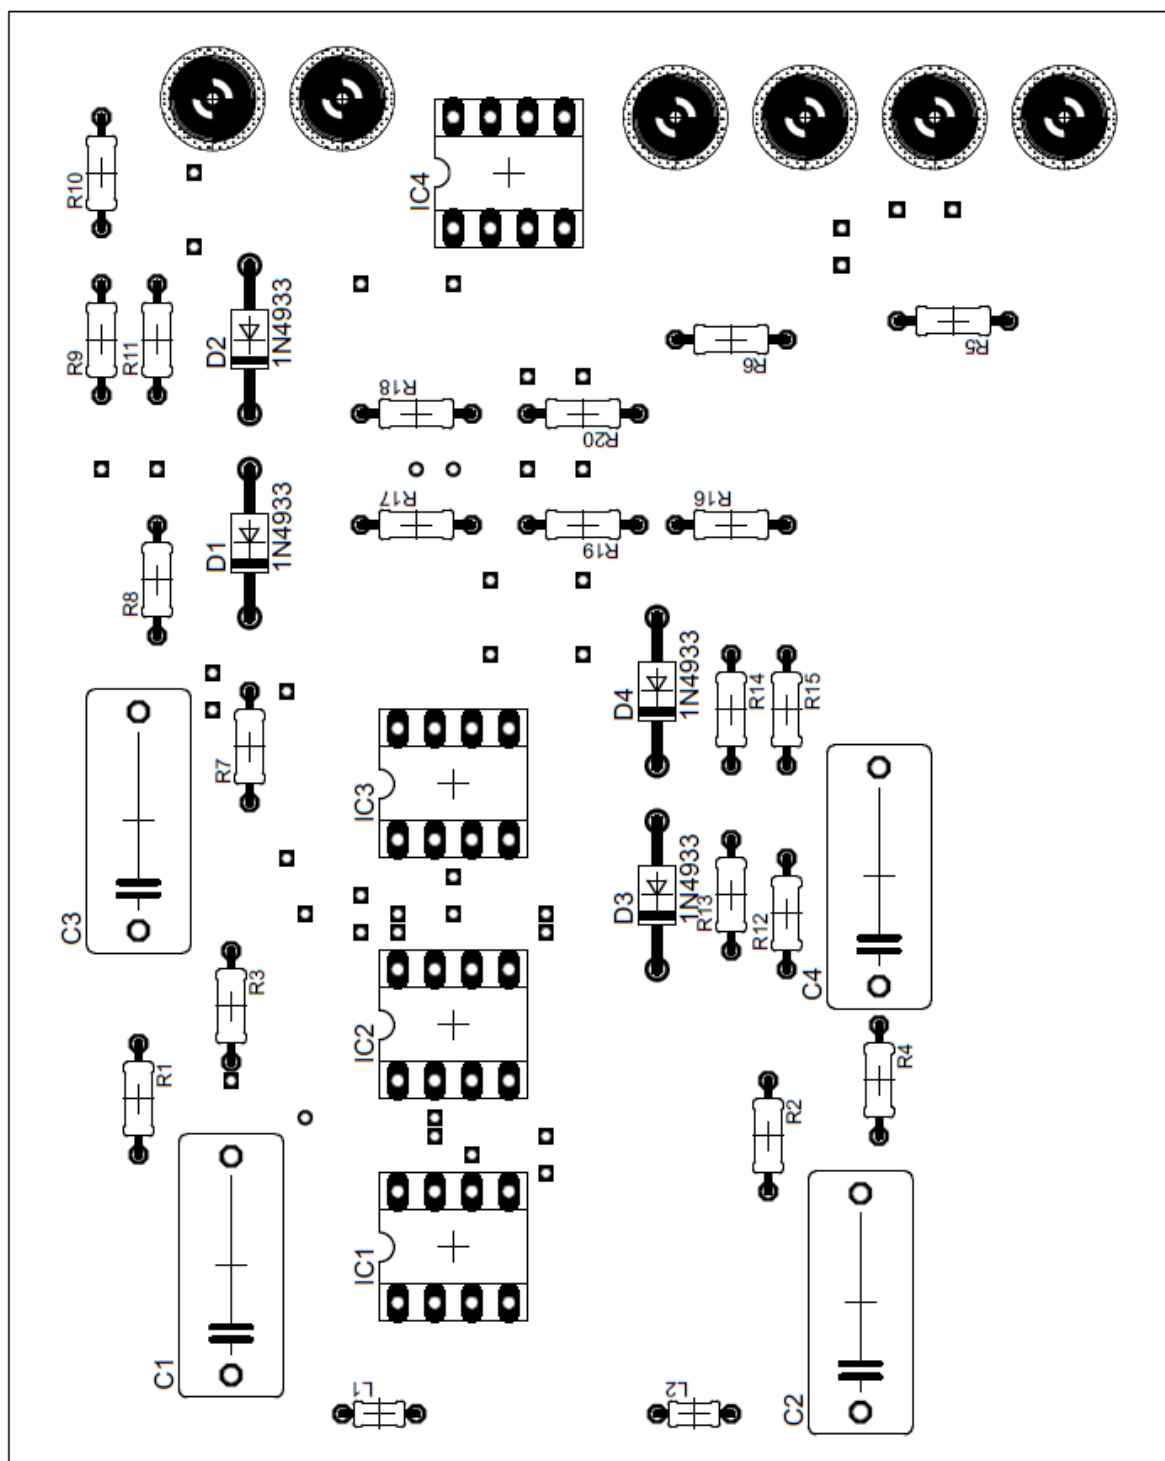 R10
IC4
R9
R11
D2
1N4933
R6
R5
R18
R20
R8
D1
1N4933
R17
R19
R16
R7
D4
1N4933
R14
R15
IC3
C3
D3
1N4933
R13
R12
C4
R3
IC2
R1
R2
R4
IC1
C1
C2
L1
L2